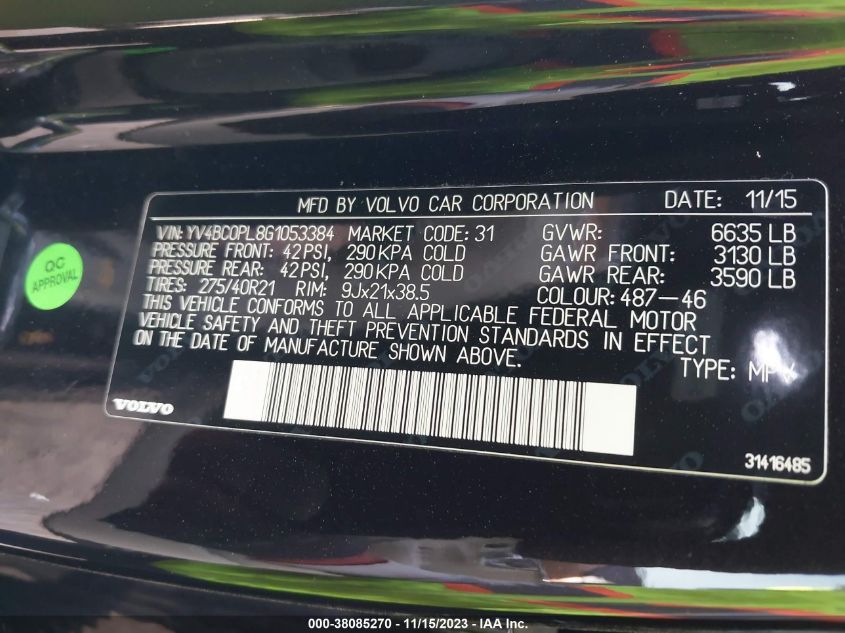 MFD BY VOLVO CAR CORPORATION DATE: 11/15
VIN: YV4BC0PL8G1053384 MARKET CODE: 31 GVWR: 6635 LB
PRESSURE FRONT: 42 PSI, 290 KPA COLD GAWR FRONT: 3130 LB
PRESSURE REAR: 42 PSI, 290 KPA COLD GAWR REAR: 3590 LB
TIRES: 275/40R21 RIM: 9Jx21x38.5 COLOUR: 487-46
THIS VEHICLE CONFORMS TO ALL APPLICABLE FEDERAL MOTOR
VEHICLE SAFETY AND THEFT PREVENTION STANDARDS IN EFFECT
ON THE DATE OF MANUFACTURE SHOWN ABOVE.
TYPE: MPV
VOLVO
31416485
QC
APPROVAL
000-38085270 - 11/15/2023 - IAA Inc.